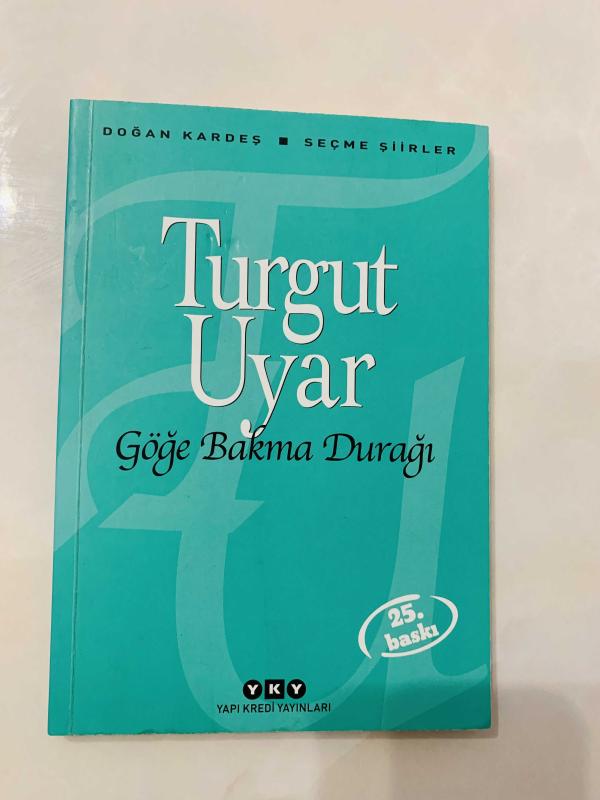 DOĞAN KARDEŞ ■ SEÇME ŞİİRLER
Turgut
Uyar
Göğe Bakma Durağı
25.
baskı
YKY
YAPI KREDİ YAYINLARI